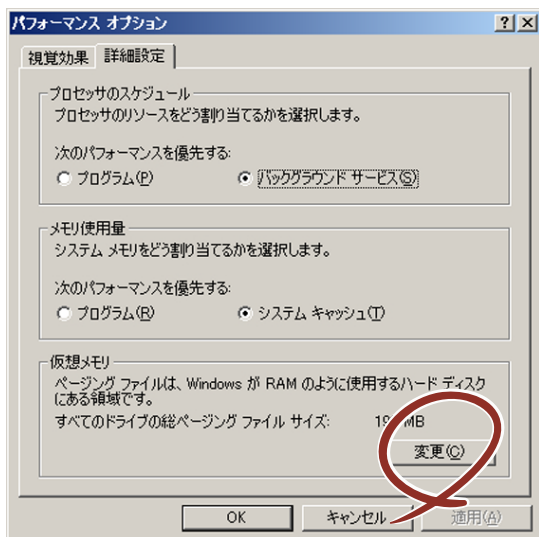 パフォーマンス オプション
視覚効果 詳細設定
プロセッサのスケジュール
プロセッサのリソースをどう割り当てるかを選択します。
次のパフォーマンスを優先する:
プログラム(P) バックグラウンド サービス(S)
メモリ使用量
システム メモリをどう割り当てるかを選択します。
次のパフォーマンスを優先する:
プログラム(R) システム キャッシュ(T)
仮想メモリ
ページング ファイルは、Windows が RAM のように使用するハード ディスク
にある領域です。
すべてのドライブの総ページング ファイル サイズ: MB
変更(C)
OK キャンセル 適用(A)